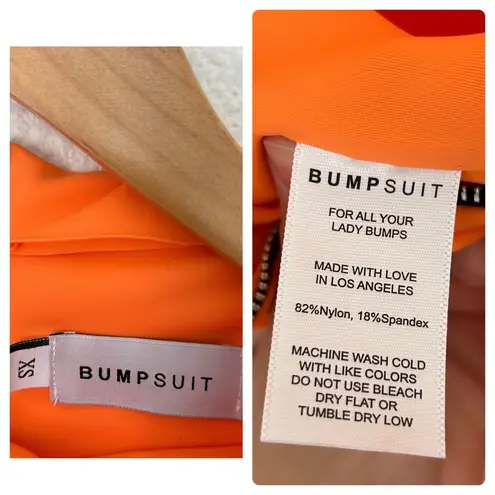 XS
BUMPSUIT
BUMPSUIT
FOR ALL YOUR
LADY BUMPS
MADE WITH LOVE
IN LOS ANGELES
82%Nylon, 18%Spandex
MACHINE WASH COLD
WITH LIKE COLORS
DO NOT USE BLEACH
DRY FLAT OR
TUMBLE DRY LOW